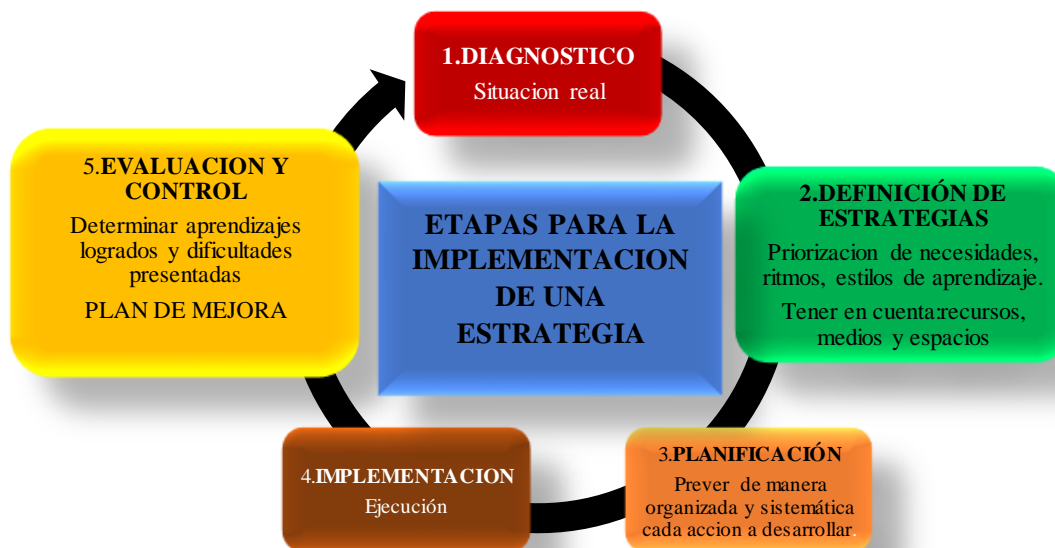 1.DIAGNOSTICO
Situacion real
2.DEFINICIÓN DE
ESTRATEGIAS
Priorizacion de necesidades,
ritmos, estilos de aprendizaje.
Tener en cuenta:recursos,
medios y espacios
3.PLANIFICACIÓN
Prever de manera
organizada y sistemática
cada accion a desarrollar.
4.IMPLEMENTACION
Ejecución
5.EVALUACION Y
CONTROL
Determinar aprendizajes
logrados y dificultades
presentadas
PLAN DE MEJORA
ETAPAS PARA LA
IMPLEMENTACION
DE UNA
ESTRATEGIA